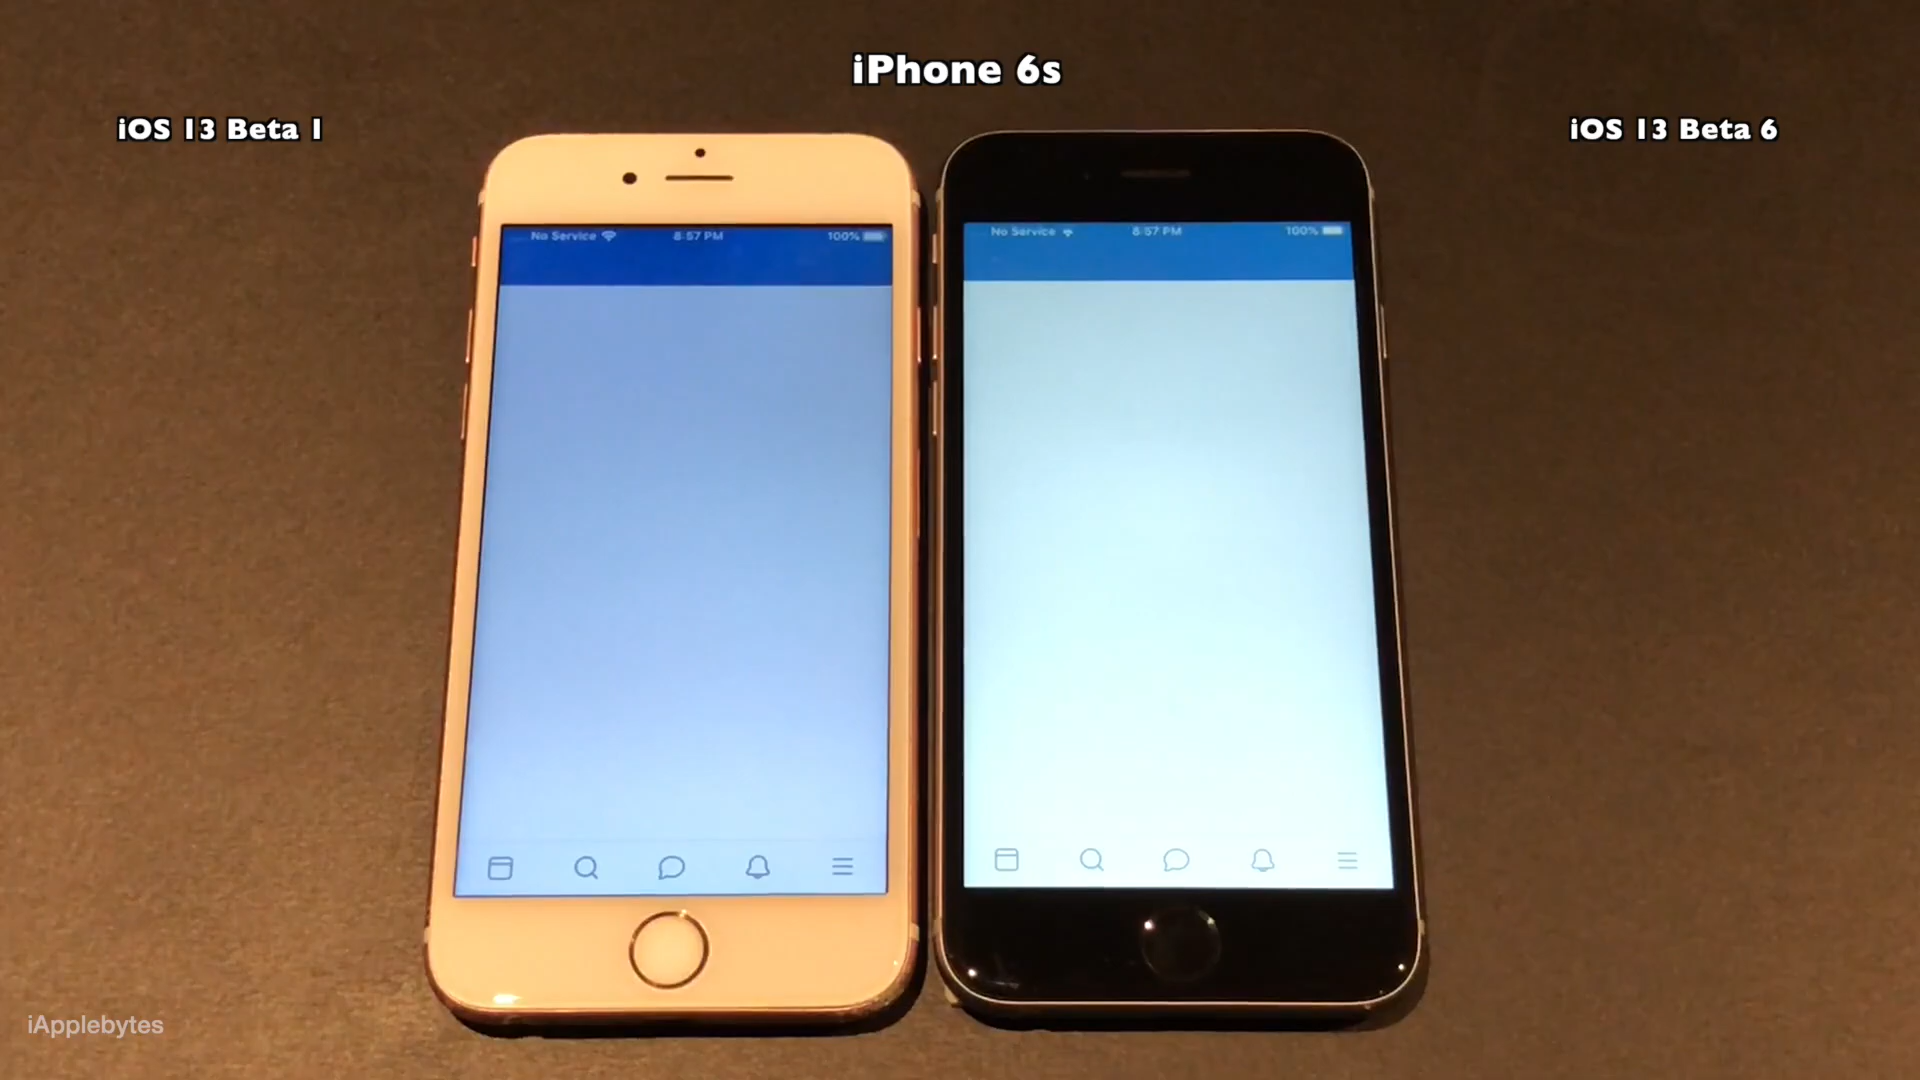 iPhone 6s
iOS 13 Beta 1
iOS 13 Beta 6
No Service 8:57 PM 100%
No Service 8:57 PM 100%
iApplebytes